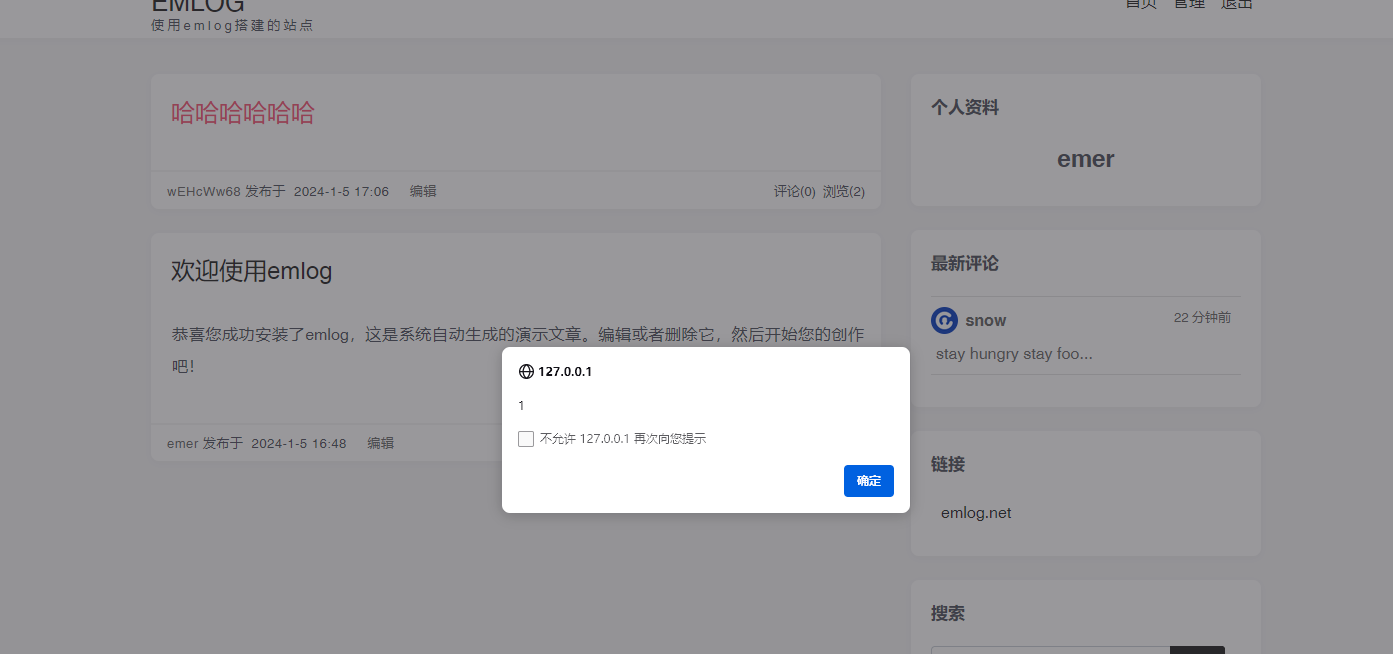 EMLOG
使用emlog搭建的站点
首页 管理 退出
哈哈哈哈哈哈
wEHcWw68 发布于 2024-1-5 17:06 编辑
评论(0) 浏览(2)
欢迎使用emlog
恭喜您成功安装了emlog，这是系统自动生成的演示文章。编辑或者删除它，然后开始您的创作
吧！
emer 发布于 2024-1-5 16:48 编辑
127.0.0.1
1
不允许 127.0.0.1 再次向您提示
确定
个人资料
emer
最新评论
snow
22 分钟前
stay hungry stay foo...
链接
emlog.net
搜索